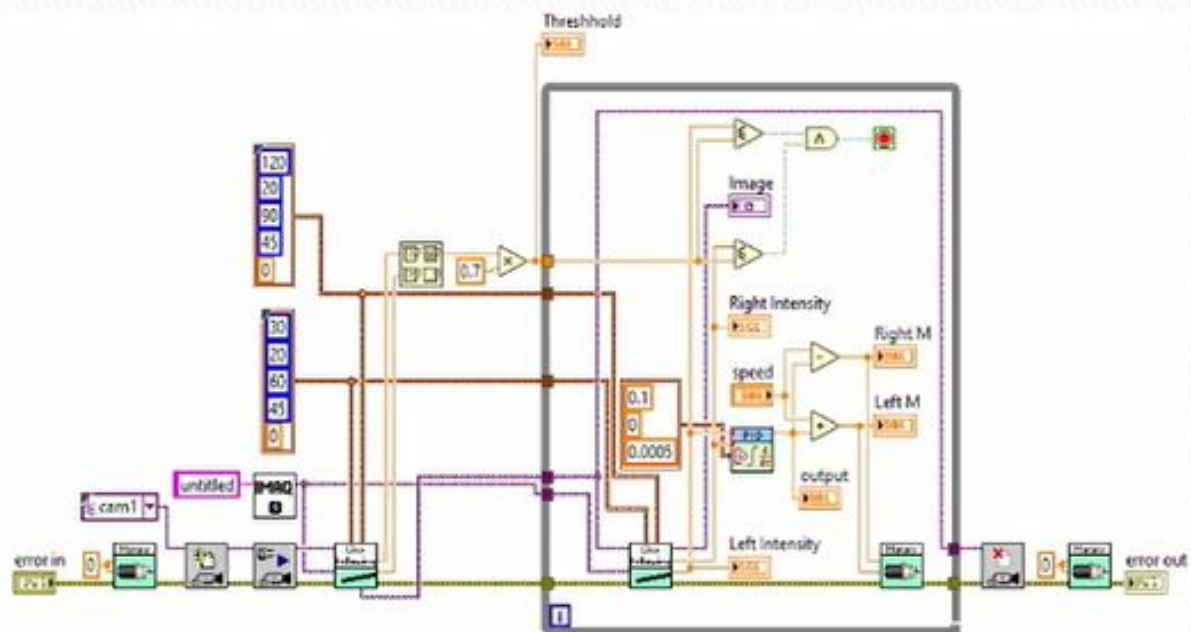 Threshhold
120
20
90
45
0
0.7
Image
30
20
60
45
0
Right Intensity
speed
Right M
Left M
0.1
0
0.0005
PID
output
untitled
IMAQ
cam1
error in
0
Left Intensity
i
0
error out